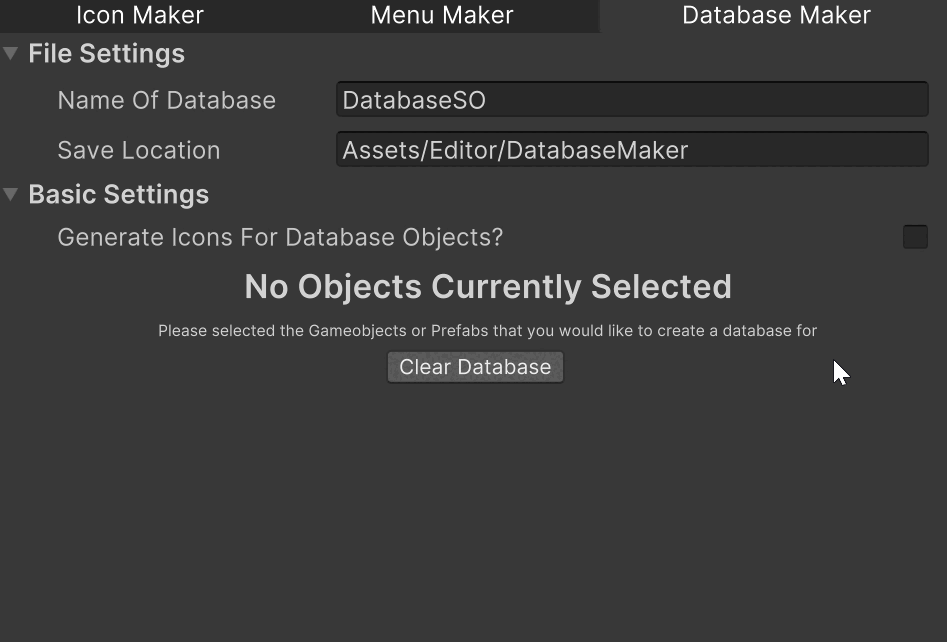 Icon Maker Menu Maker Database Maker
File Settings
Name Of Database DatabaseSO
Save Location Assets/Editor/DatabaseMaker
Basic Settings
Generate Icons For Database Objects?
No Objects Currently Selected
Please selected the Gameobjects or Prefabs that you would like to create a database for
Clear Database